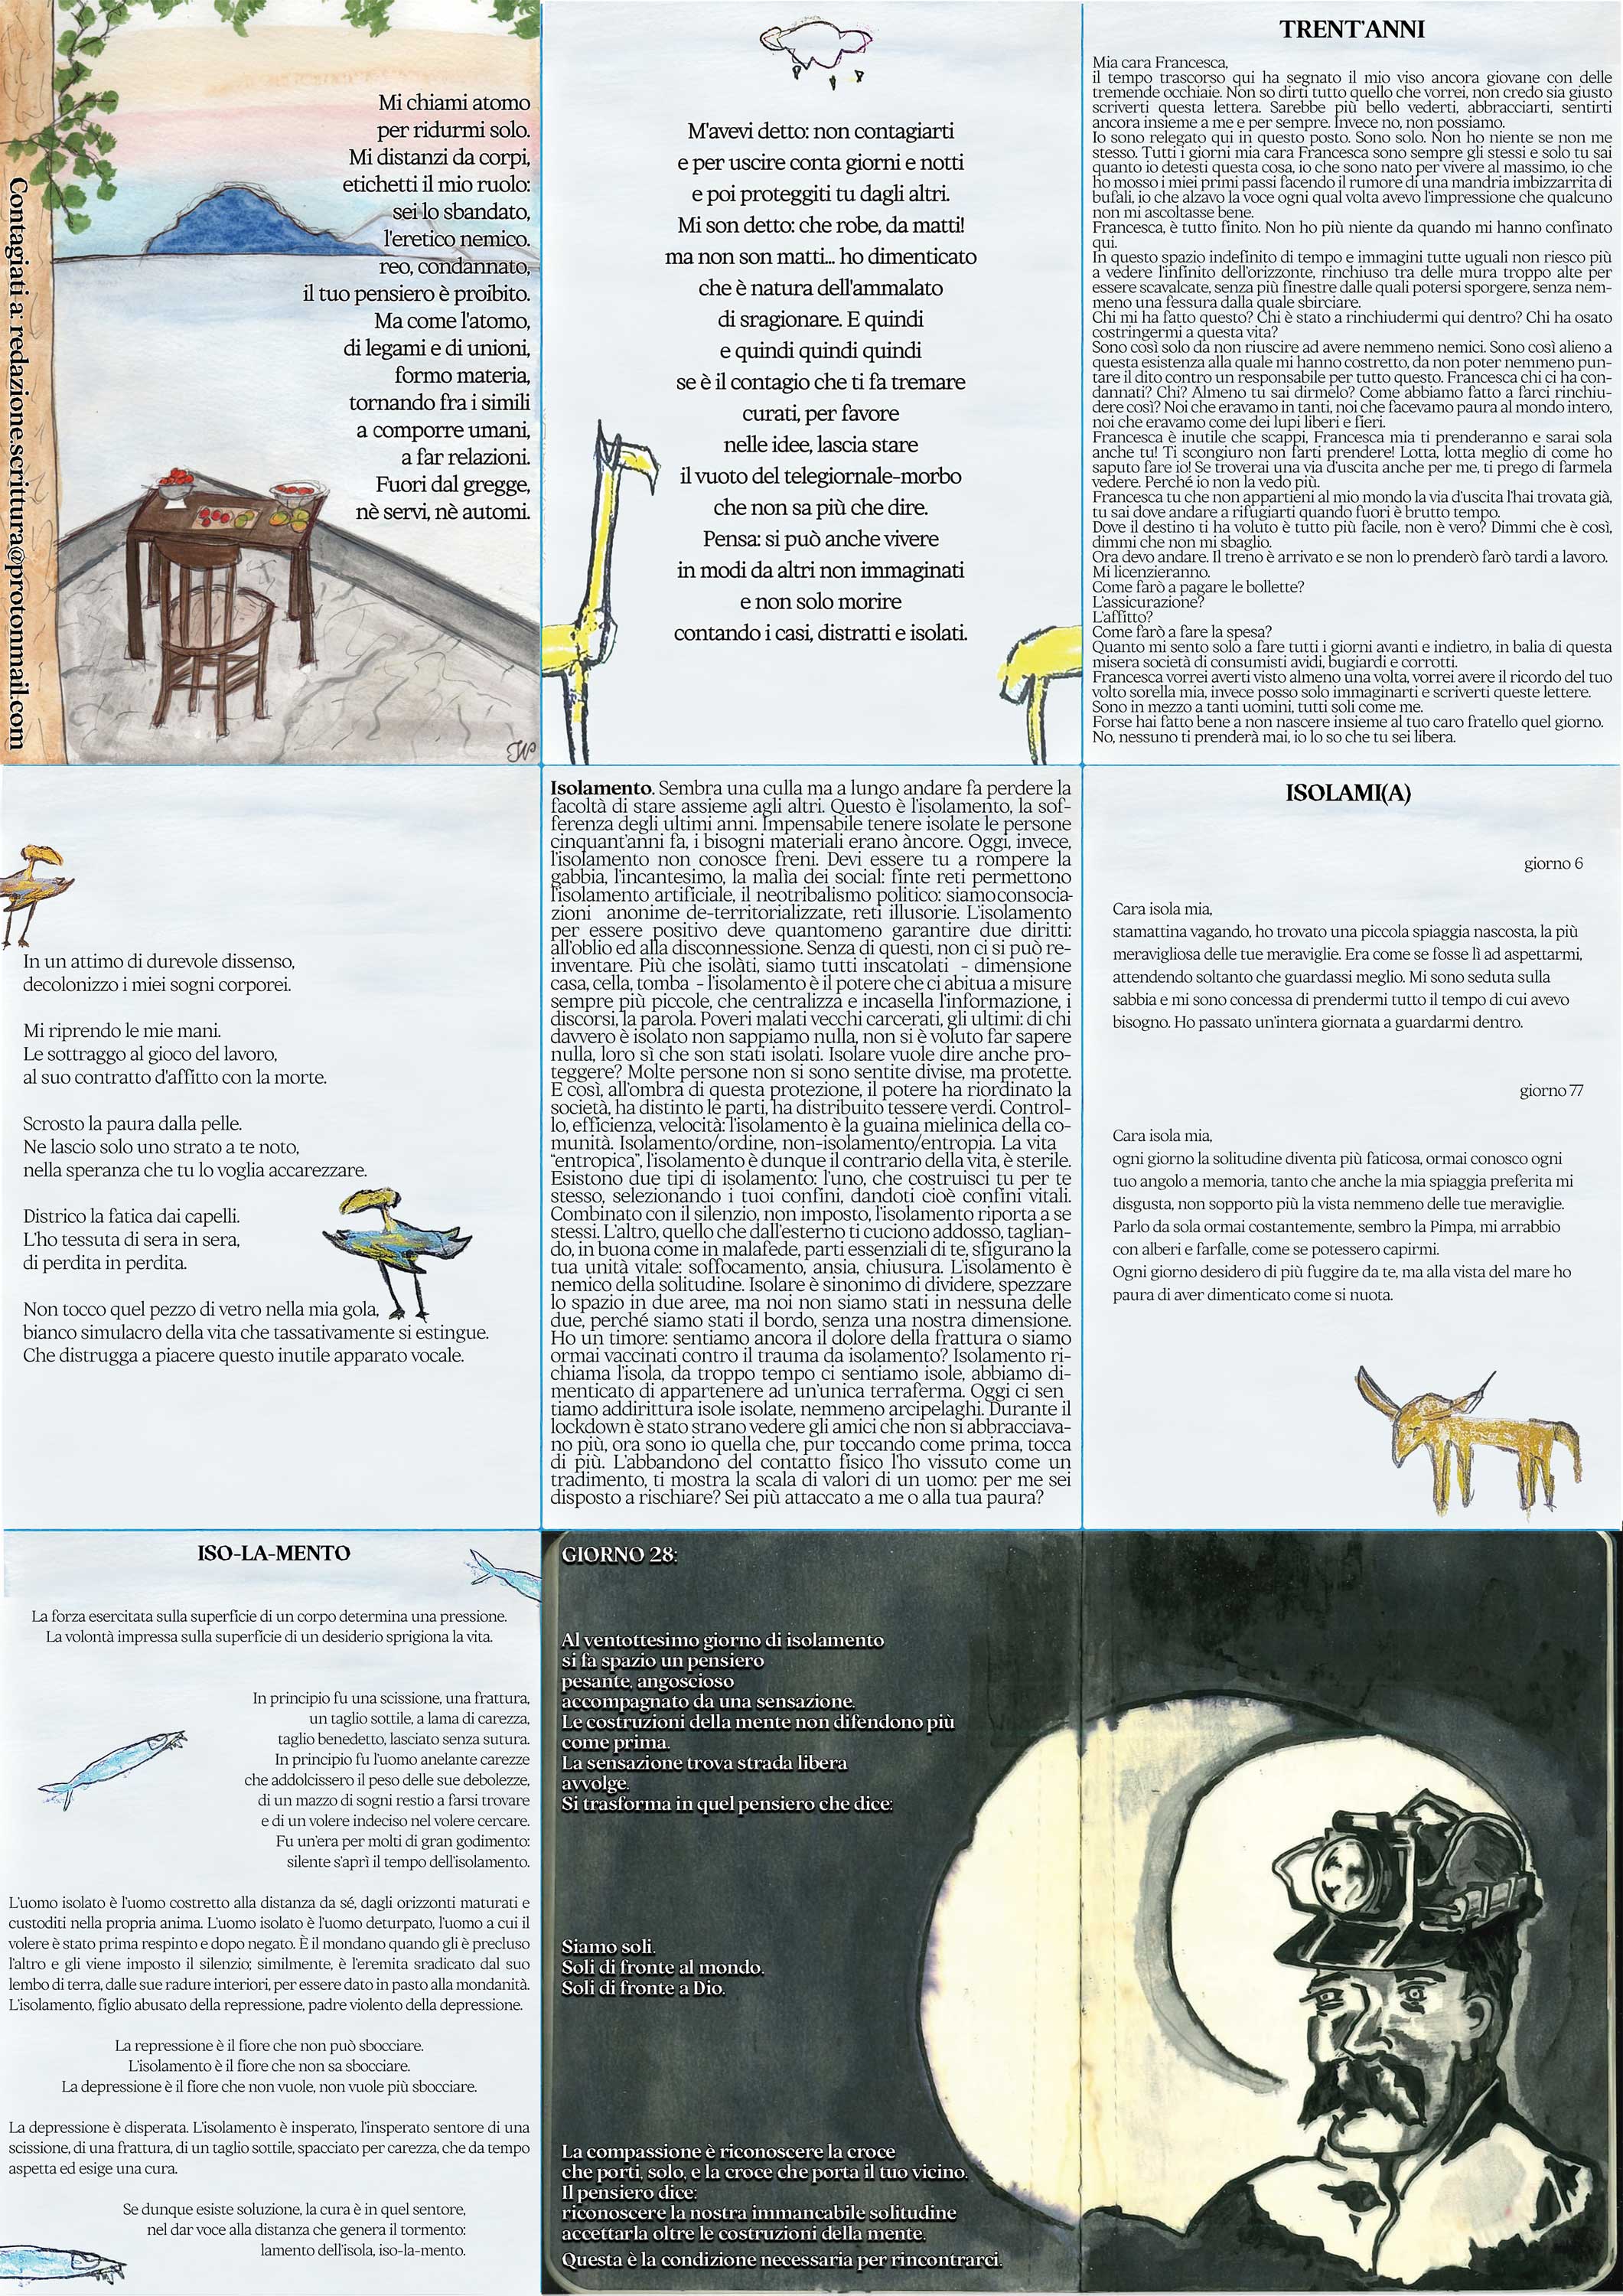 Contagiati a: redazione.scrittura@protonmail.com
Mi chiami atomo
per ridurmi solo.
Mi distanzi da corpi,
etichetti il mio ruolo:
sei lo sbandato,
l'eretico nemico.
reo, condannato,
il tuo pensiero è proibito.
Ma come l'atomo,
di legami e di unioni,
formo materia,
tornando fra i simili
a comporre umani,
a far relazioni.
Fuori dal gregge,
nè servi, nè automi.
M'avevi detto: non contagiarti
e per uscire conta giorni e notti
e poi proteggiti tu dagli altri.
Mi son detto: che robe, da matti!
ma non son matti... ho dimenticato
che è natura dell'ammalato
di sragionare. E quindi
e quindi quindi quindi
se è il contagio che ti fa tremare
curati, per favore
nelle idee, lascia stare
il vuoto del telegiornale-morbo
che non sa più che dire.
Pensa: si può anche vivere
in modi da altri non immaginati
e non solo morire
contando i casi, distratti e isolati.
TRENT'ANNI
Mia cara Francesca,
il tempo trascorso qui ha segnato il mio viso ancora giovane con delle
tremende occhiaie. Non so dirti tutto quello che vorrei, non credo sia giusto
scriverti questa lettera. Sarebbe più bello vederti, abbracciarti, sentirti
ancora insieme a me e per sempre. Invece no, non possiamo.
Io sono relegato qui in questo posto. Sono solo. Non ho niente se non me
stesso. Tutti i giorni mia cara Francesca sono sempre gli stessi e solo tu sai
quanto io detesti questa cosa, io che sono nato per vivere al massimo, io che
ho mosso i miei primi passi facendo il rumore di una mandria imbizzarrita di
bufali, io che alzavo la voce ogni qual volta avevo l'impressione che qualcuno
non mi ascoltasse bene.
Francesca, è tutto finito. Non ho più niente da quando mi hanno confinato
qui.
In questo spazio indefinito di tempo e immagini tutte uguali non riesco più
a vedere l'infinito dell'orizzonte, rinchiuso tra delle mura troppo alte per
essere scavalcate, senza più finestre dalle quali potersi sporgere, senza nem-
meno una fessura dalla quale sbirciare.
Chi mi ha fatto questo? Chi è stato a rinchiudermi qui dentro? Chi ha osato
costringermi a questa vita?
Sono così solo da non riuscire ad avere nemmeno nemici. Sono così alieno a
questa esistenza alla quale mi hanno costretto, da non poter nemmeno pun-
tare il dito contro un responsabile per tutto questo. Francesca chi ci ha con-
dannati? Chi? Almeno tu sai dirmelo? Come abbiamo fatto a farci rinchiu-
dere così? Noi che eravamo in tanti, noi che facevamo paura al mondo intero,
noi che eravamo come dei lupi liberi e fieri.
Francesca è inutile che scappi, Francesca mia ti prenderanno e sarai sola
anche tu! Ti scongiuro non farti prendere! Lotta, lotta meglio di come ho
saputo fare io! Se troverai una via d'uscita anche per me, ti prego di farmela
vedere. Perché io non la vedo più.
Francesca tu che non appartieni al mio mondo la via d'uscita l'hai trovata già,
tu sai dove andare a rifugiarti quando fuori è brutto tempo.
Dove il destino ti ha voluto è tutto più facile, non è vero? Dimmi che è così,
dimmi che non mi sbaglio.
Ora devo andare. Il treno è arrivato e se non lo prenderò farò tardi a lavoro.
Mi licenzieranno.
Come farò a pagare le bollette?
L'assicurazione?
L'affitto?
Come farò a fare la spesa?
Quanto mi sento solo a fare tutti i giorni avanti e indietro, in balia di questa
misera società di consumisti avidi, bugiardi e corrotti.
Francesca vorrei averti visto almeno una volta, vorrei avere il ricordo del tuo
volto sorella mia, invece posso solo immaginarti e scriverti queste lettere.
Sono in mezzo a tanti uomini, tutti soli come me.
Forse hai fatto bene a non nascere insieme al tuo caro fratello quel giorno.
No, nessuno ti prenderà mai, io lo so che tu sei libera.
In un attimo di durevole dissenso,
decolonizzo i miei sogni corporei.
Mi riprendo le mie mani.
Le sottraggo al gioco del lavoro,
al suo contratto d'affitto con la morte.
Scrosto la paura dalla pelle.
Ne lascio solo uno strato a te noto,
nella speranza che tu lo voglia accarezzare.
Districo la fatica dai capelli.
L'ho tessuta di sera in sera,
di perdita in perdita.
Non tocco quel pezzo di vetro nella mia gola,
bianco simulacro della vita che tassativamente si estingue.
Che distrugga a piacere questo inutile apparato vocale.
Isolamento. Sembra una culla ma a lungo andare fa perdere la
facoltà di stare assieme agli altri. Questo è l'isolamento, la sof-
ferenza degli ultimi anni. Impensabile tenere isolate le persone
cinquant'anni fa, i bisogni materiali erano àncore. Oggi, invece,
l'isolamento non conosce freni. Devi essere tu a rompere la
gabbia, l'incantesimo, la malìa dei social: finte reti permettono
l'isolamento artificiale, il neotribalismo politico: siamo consocia-
zioni anonime de-territorializzate, reti illusorie. L'isolamento
per essere positivo deve quantomeno garantire due diritti:
all'oblio ed alla disconnessione. Senza di questi, non ci si può re-
inventare. Più che isolàti, siamo tutti inscatolati - dimensione
casa, cella, tomba - l'isolamento è il potere che ci abitua a misure
sempre più piccole, che centralizza e incasella l'informazione, i
discorsi, la parola. Poveri malati vecchi carcerati, gli ultimi: di chi
davvero è isolato non sappiamo nulla, non si è voluto far sapere
nulla, loro sì che son stati isolati. Isolare vuole dire anche pro-
teggere? Molte persone non si sono sentite divise, ma protette.
E così, all'ombra di questa protezione, il potere ha riordinato la
società, ha distinto le parti, ha distribuito tessere verdi. Control-
lo, efficienza, velocità: l'isolamento è la guaina mielinica della co-
munità. Isolamento/ordine, non-isolamento/entropia. La vita
“entropica”, l'isolamento è dunque il contrario della vita, è sterile.
Esistono due tipi di isolamento: l'uno, che costruisci tu per te
stesso, selezionando i tuoi confini, dandoti cioè confini vitali.
Combinato con il silenzio, non imposto, l'isolamento riporta a se
stessi. L'altro, quello che dall'esterno ti cuciono addosso, taglian-
do, in buona come in malafede, parti essenziali di te, sfigurano la
tua unità vitale: soffocamento, ansia, chiusura. L'isolamento è
nemico della solitudine. Isolare è sinonimo di dividere, spezzare
lo spazio in due aree, ma noi non siamo stati in nessuna delle
due, perché siamo stati il bordo, senza una nostra dimensione.
Ho un timore: sentiamo ancora il dolore della frattura o siamo
ormai vaccinati contro il trauma da isolamento? Isolamento ri-
chiama l'isola, da troppo tempo ci sentiamo isole, abbiamo di-
menticato di appartenere ad un'unica terraferma. Oggi ci sen
tiamo addirittura isole isolate, nemmeno arcipelaghi. Durante il
lockdown è stato strano vedere gli amici che non si abbracciava-
no più, ora sono io quella che, pur toccando come prima, tocca
di più. L'abbandono del contatto fisico l'ho vissuto come un
tradimento, ti mostra la scala di valori di un uomo: per me sei
disposto a rischiare? Sei più attaccato a me o alla tua paura?
ISOLAMI(A)
giorno 6
Cara isola mia,
stamattina vagando, ho trovato una piccola spiaggia nascosta, la più
meravigliosa delle tue meraviglie. Era come se fosse lì ad aspettarmi,
attendendo soltanto che guardassi meglio. Mi sono seduta sulla
sabbia e mi sono concessa di prendermi tutto il tempo di cui avevo
bisogno. Ho passato un'intera giornata a guardarmi dentro.
giorno 77
Cara isola mia,
ogni giorno la solitudine diventa più faticosa, ormai conosco ogni
tuo angolo a memoria, tanto che anche la mia spiaggia preferita mi
disgusta, non sopporto più la vista nemmeno delle tue meraviglie.
Parlo da sola ormai costantemente, sembro la Pimpa, mi arrabbio
con alberi e farfalle, come se potessero capirmi.
Ogni giorno desidero di più fuggire da te, ma alla vista del mare ho
paura di aver dimenticato come si nuota.
ISO-LA-MENTO
La forza esercitata sulla superficie di un corpo determina una pressione.
La volontà impressa sulla superficie di un desiderio sprigiona la vita.
In principio fu una scissione, una frattura,
un taglio sottile, a lama di carezza,
taglio benedetto, lasciato senza sutura.
In principio fu l'uomo anelante carezze
che addolcissero il peso delle sue debolezze,
di un mazzo di sogni restio a farsi trovare
e di un volere indeciso nel volere cercare.
Fu un'era per molti di gran godimento:
silente s'aprì il tempo dell'isolamento.
L'uomo isolato è l'uomo costretto alla distanza da sé, dagli orizzonti maturati e
custoditi nella propria anima. L'uomo isolato è l'uomo deturpato, l'uomo a cui il
volere è stato prima respinto e dopo negato. È il mondano quando gli è precluso
l'altro e gli viene imposto il silenzio; similmente, è l'eremita sradicato dal suo
lembo di terra, dalle sue radure interiori, per essere dato in pasto alla mondanità.
L'isolamento, figlio abusato della repressione, padre violento della depressione.
La repressione è il fiore che non può sbocciare.
L'isolamento è il fiore che non sa sbocciare.
La depressione è il fiore che non vuole, non vuole più sbocciare.
La depressione è disperata. L'isolamento è insperato, l'insperato sentore di una
scissione, di una frattura, di un taglio sottile, spacciato per carezza, che da tempo
aspetta ed esige una cura.
Se dunque esiste soluzione, la cura è in quel sentore,
nel dar voce alla distanza che genera il tormento:
lamento dell'isola, iso-la-mento.
GIORNO 28:
Al ventottesimo giorno di isolamento
si fa spazio un pensiero
pesante, angoscioso
accompagnato da una sensazione.
Le costruzioni della mente non difendono più
come prima.
La sensazione trova strada libera
avvolge.
Si trasforma in quel pensiero che dice:
Siamo soli.
Soli di fronte al mondo.
Soli di fronte a Dio.
La compassione è riconoscere la croce
che porti, solo, e la croce che porta il tuo vicino.
Il pensiero dice:
riconoscere la nostra immancabile solitudine
accettarla oltre le costruzioni della mente.
Questa è la condizione necessaria per rincontrarci.